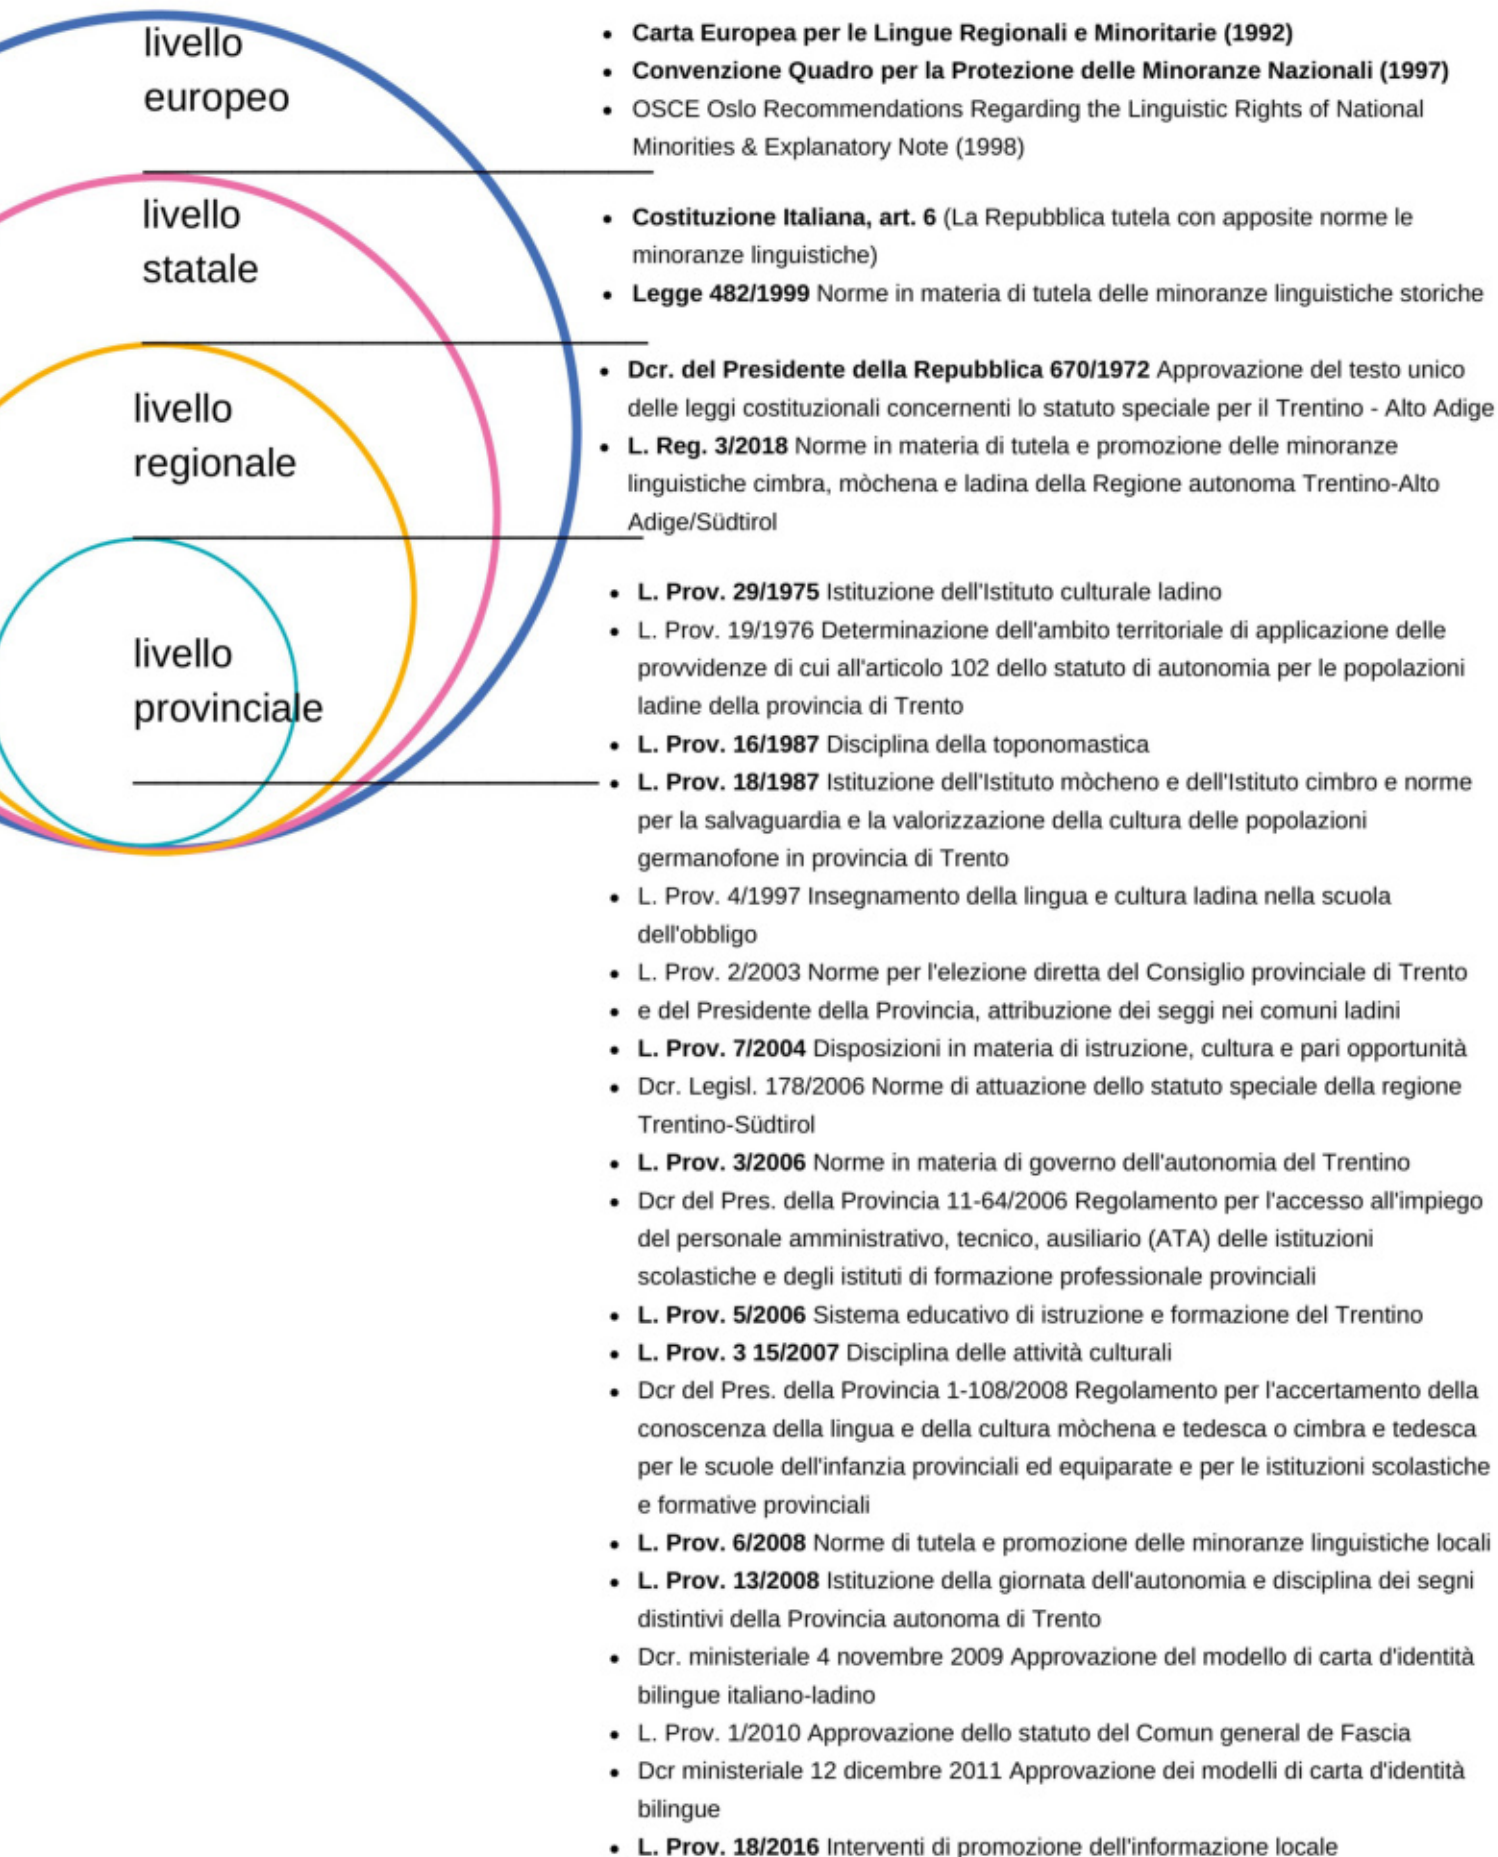 livello
europeo
• Carta Europea per le Lingue Regionali e Minoritarie (1992)
• Convenzione Quadro per la Protezione delle Minoranze Nazionali (1997)
• OSCE Oslo Recommendations Regarding the Linguistic Rights of National
Minorities & Explanatory Note (1998)
livello
statale
• Costituzione Italiana, art. 6 (La Repubblica tutela con apposite norme le
minoranze linguistiche)
• Legge 482/1999 Norme in materia di tutela delle minoranze linguistiche storiche
livello
regionale
• Dcr. del Presidente della Repubblica 670/1972 Approvazione del testo unico
delle leggi costituzionali concernenti lo statuto speciale per il Trentino - Alto Adige
• L. Reg. 3/2018 Norme in materia di tutela e promozione delle minoranze
linguistiche cimbra, mòchena e ladina della Regione autonoma Trentino-Alto
Adige/Südtirol
livello
provinciale
• L. Prov. 29/1975 Istituzione dell'Istituto culturale ladino
• L. Prov. 19/1976 Determinazione dell'ambito territoriale di applicazione delle
provvidenze di cui all'articolo 102 dello statuto di autonomia per le popolazioni
ladine della provincia di Trento
• L. Prov. 16/1987 Disciplina della toponomastica
• L. Prov. 18/1987 Istituzione dell'Istituto mòcheno e dell'Istituto cimbro e norme
per la salvaguardia e la valorizzazione della cultura delle popolazioni
germanofone in provincia di Trento
• L. Prov. 4/1997 Insegnamento della lingua e cultura ladina nella scuola
dell'obbligo
• L. Prov. 2/2003 Norme per l'elezione diretta del Consiglio provinciale di Trento
• e del Presidente della Provincia, attribuzione dei seggi nei comuni ladini
• L. Prov. 7/2004 Disposizioni in materia di istruzione, cultura e pari opportunità
• Dcr. Legisl. 178/2006 Norme di attuazione dello statuto speciale della regione
Trentino-Südtirol
• L. Prov. 3/2006 Norme in materia di governo dell'autonomia del Trentino
• Dcr del Pres. della Provincia 11-64/2006 Regolamento per l'accesso all'impiego
del personale amministrativo, tecnico, ausiliario (ATA) delle istituzioni
scolastiche e degli istituti di formazione professionale provinciali
• L. Prov. 5/2006 Sistema educativo di istruzione e formazione del Trentino
• L. Prov. 3 15/2007 Disciplina delle attività culturali
• Dcr del Pres. della Provincia 1-108/2008 Regolamento per l'accertamento della
conoscenza della lingua e della cultura mòchena e tedesca o cimbra e tedesca
per le scuole dell'infanzia provinciali ed equiparate e per le istituzioni scolastiche
e formative provinciali
• L. Prov. 6/2008 Norme di tutela e promozione delle minoranze linguistiche locali
• L. Prov. 13/2008 Istituzione della giornata dell'autonomia e disciplina dei segni
distintivi della Provincia autonoma di Trento
• Dcr. ministeriale 4 novembre 2009 Approvazione del modello di carta d'identità
bilingue italiano-ladino
• L. Prov. 1/2010 Approvazione dello statuto del Comun general de Fascia
• Dcr ministeriale 12 dicembre 2011 Approvazione dei modelli di carta d'identità
bilingue
• L. Prov. 18/2016 Interventi di promozione dell'informazione locale